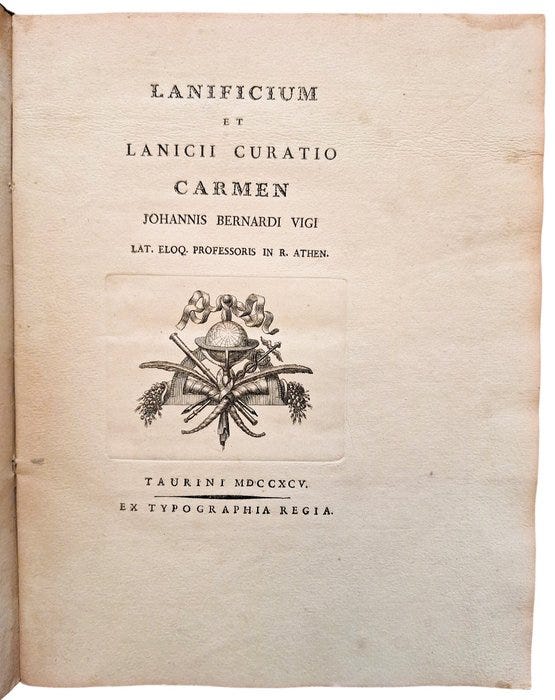 LANIFICIUM
ET
LANICII CURATIO
CARMEN
JOHANNIS BERNARDI VIGI
LAT. ELOQ. PROFESSORIS IN R. ATHEN.
TAURINI MDCCXCV.
EX TYPOGRAPHIA REGIA.